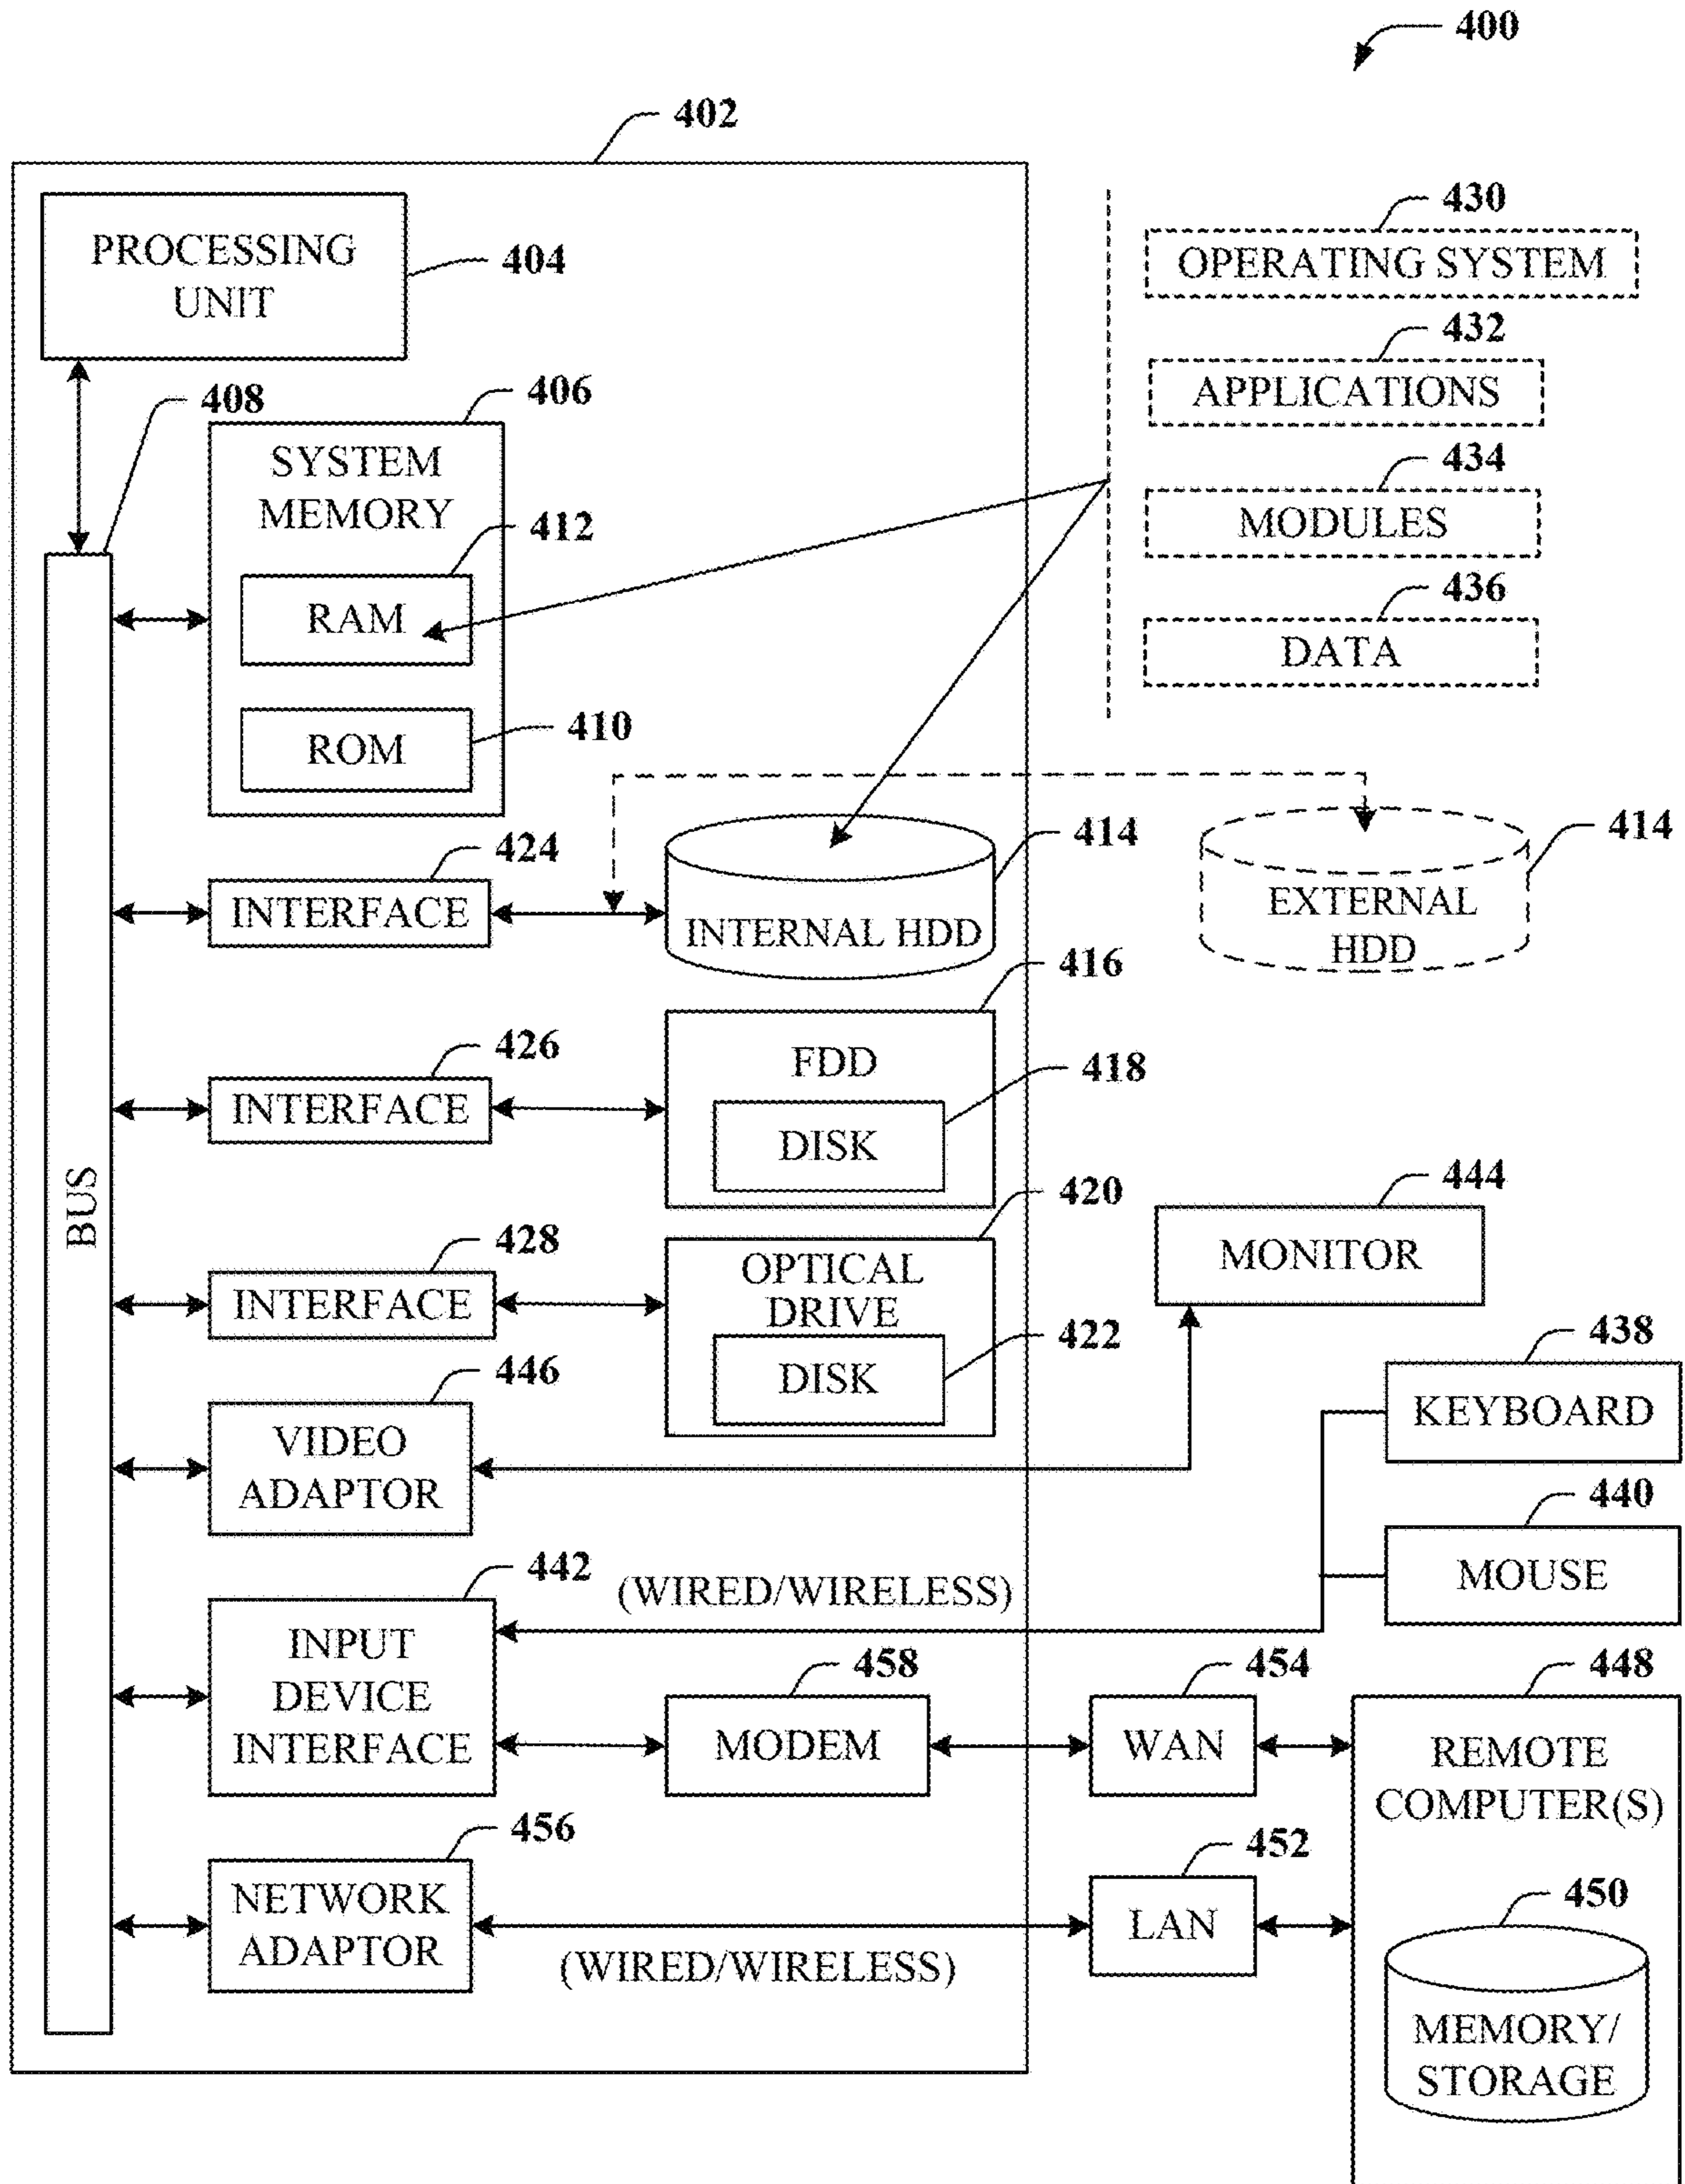 400
402
PROCESSING
UNIT
404
430
OPERATING SYSTEM
432
APPLICATIONS
408
406
SYSTEM
MEMORY
434
MODULES
412
RAM
436
DATA
410
ROM
424
INTERFACE
414
INTERNAL HDD
414
EXTERNAL
HDD
416
FDD
426
INTERFACE
418
DISK
BUS
420
OPTICAL
DRIVE
428
INTERFACE
422
DISK
444
MONITOR
446
VIDEO
ADAPTOR
438
KEYBOARD
440
MOUSE
442
INPUT
DEVICE
INTERFACE
(WIRED/WIRELESS)
458
MODEM
454
WAN
448
REMOTE
COMPUTER(S)
456
NETWORK
ADAPTOR
(WIRED/WIRELESS)
452
LAN
450
MEMORY/
STORAGE